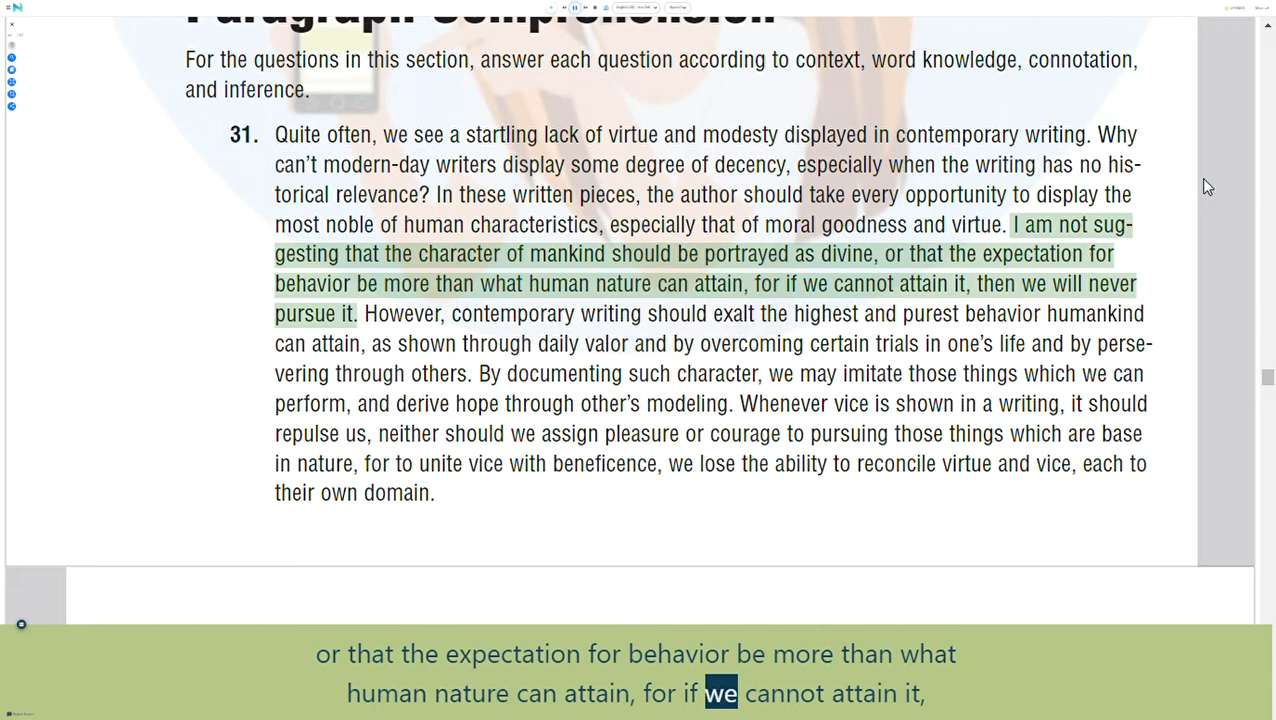 Paragraph Comprehension
For the questions in this section, answer each question according to context, word knowledge, connotation,
and inference.
31. Quite often, we see a startling lack of virtue and modesty displayed in contemporary writing. Why
can't modern-day writers display some degree of decency, especially when the writing has no his-
torical relevance? In these written pieces, the author should take every opportunity to display the
most noble of human characteristics, especially that of moral goodness and virtue. I am not sug-
gesting that the character of mankind should be portrayed as divine, or that the expectation for
behavior be more than what human nature can attain, for if we cannot attain it, then we will never
pursue it. However, contemporary writing should exalt the highest and purest behavior humankind
can attain, as shown through daily valor and by overcoming certain trials in one's life and by perse-
vering through others. By documenting such character, we may imitate those things which we can
perform, and derive hope through other's modeling. Whenever vice is shown in a writing, it should
repulse us, neither should we assign pleasure or courage to pursuing those things which are base
in nature, for to unite vice with beneficence, we lose the ability to reconcile virtue and vice, each to
their own domain.
or that the expectation for behavior be more than what
human nature can attain, for if we cannot attain it,